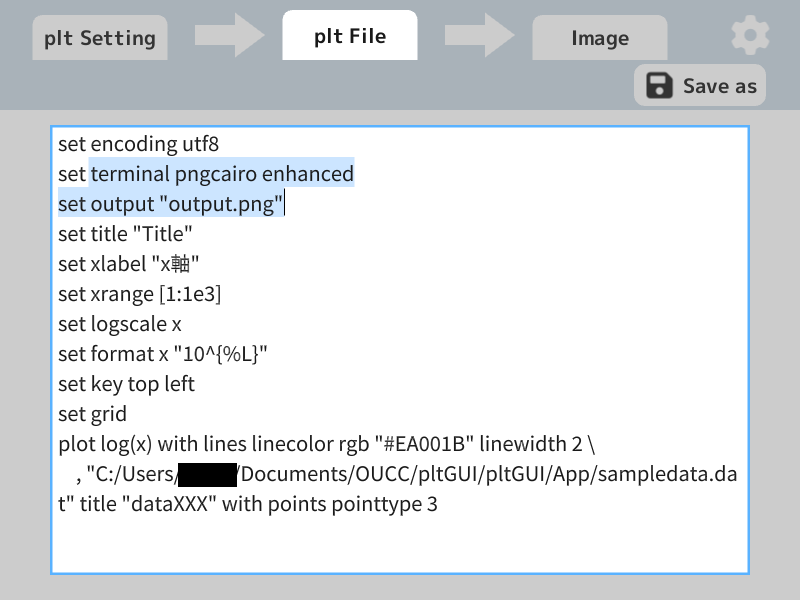 plt Setting
plt File
Image
Save as
set encoding utf8
set terminal pngcairo enhanced
set output "output.png"
set title "Title"
set xlabel "x軸"
set xrange [1:1e3]
set logscale x
set format x "10^{%L}"
set key top left
set grid
plot log(x) with lines linecolor rgb "#EA001B" linewidth 2 \
, "C:/Users/ /Documents/OUCC/pltGUI/pltGUI/App/sampledata.da
t" title "dataXXX" with points pointtype 3